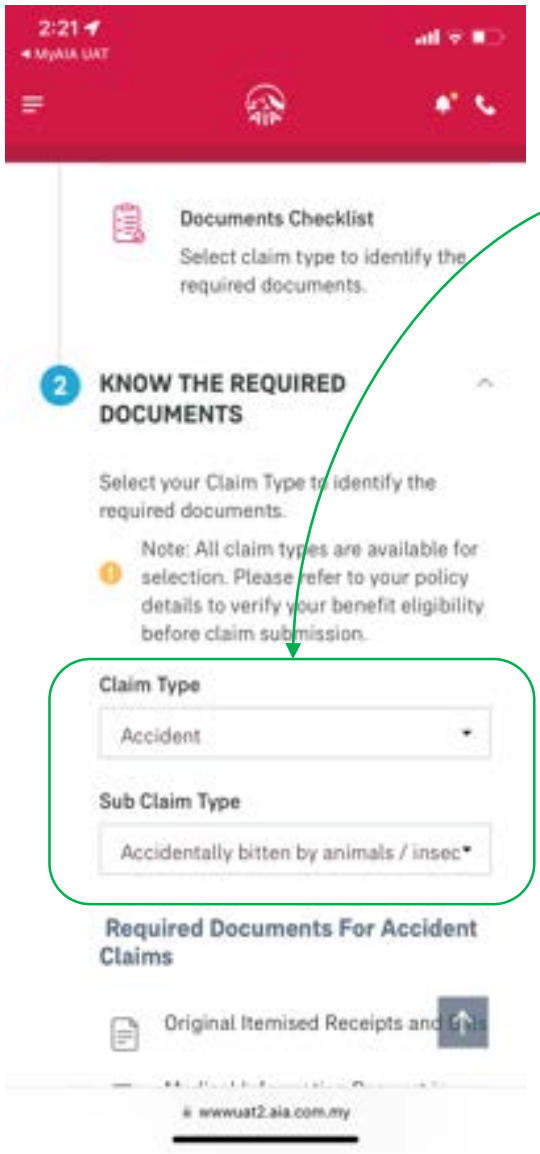 2:21
MyAIA UAT
AIA
Documents Checklist
Select claim type to identify the
required documents.
2
KNOW THE REQUIRED
DOCUMENTS
Select your Claim Type to identify the
required documents.
Note: All claim types are available for
selection. Please refer to your policy
details to verify your benefit eligibility
before claim submission.
Claim Type
Accident
Sub Claim Type
Accidentally bitten by animals / insec
Required Documents For Accident
Claims
Original Itemised Receipts and
wwwuat2.aia.com.my